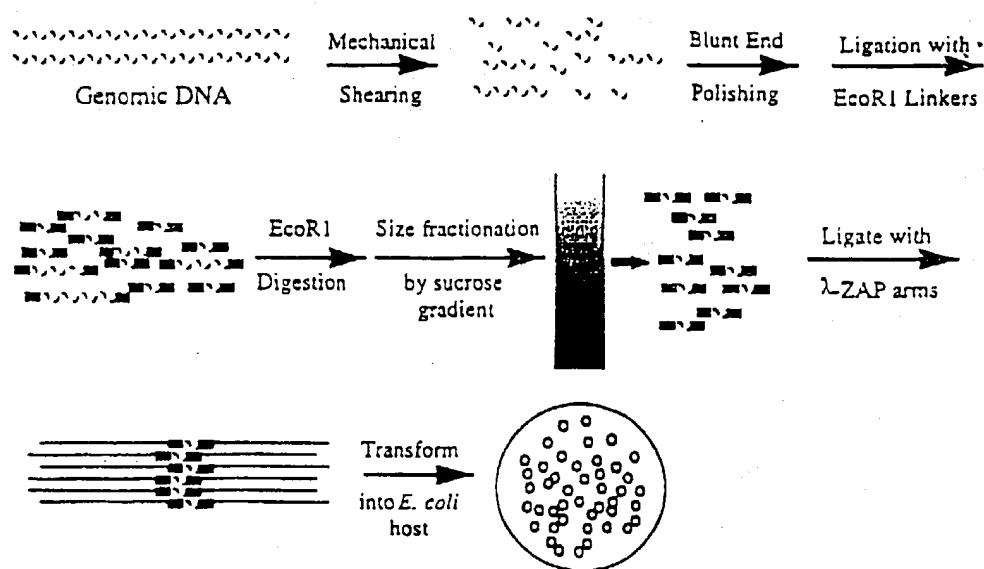 Genomic DNA
Mechanical
Shearing
Blunt End
Polishing
Ligation with
EcoR1 Linkers
EcoR1
Digestion
Size fractionation
by sucrose
gradient
Ligate with
λ-ZAP arms
Transform
into E. coli
host